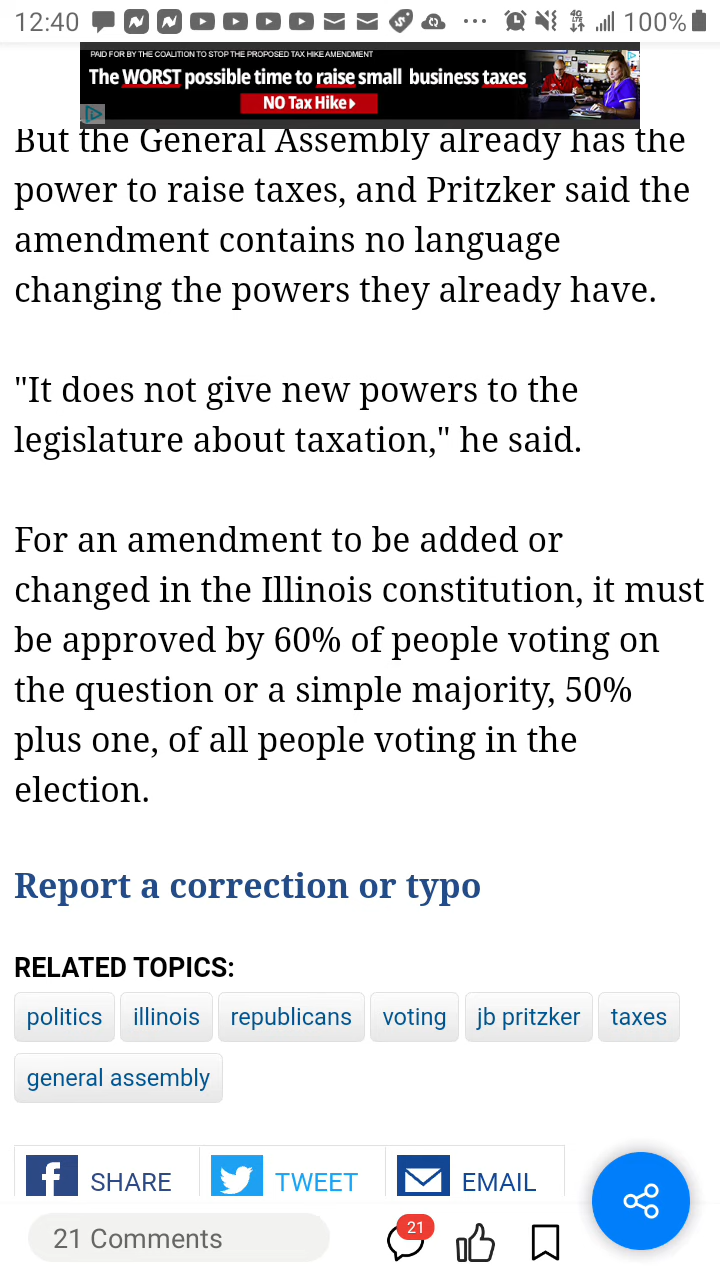 12:40
4G
LTE
100%
PAID FOR BY THE COALITION TO STOP THE PROPOSED TAX HIKE AMENDMENT
The WORST possible time to raise small business taxes
NO Tax Hike
But the General Assembly already has the
power to raise taxes, and Pritzker said the
amendment contains no language
changing the powers they already have.
"It does not give new powers to the
legislature about taxation," he said.
For an amendment to be added or
changed in the Illinois constitution, it must
be approved by 60% of people voting on
the question or a simple majority, 50%
plus one, of all people voting in the
election.
Report a correction or typo
RELATED TOPICS:
politics illinois republicans voting jb pritzker taxes
general assembly
SHARE TWEET EMAIL
21 Comments 21